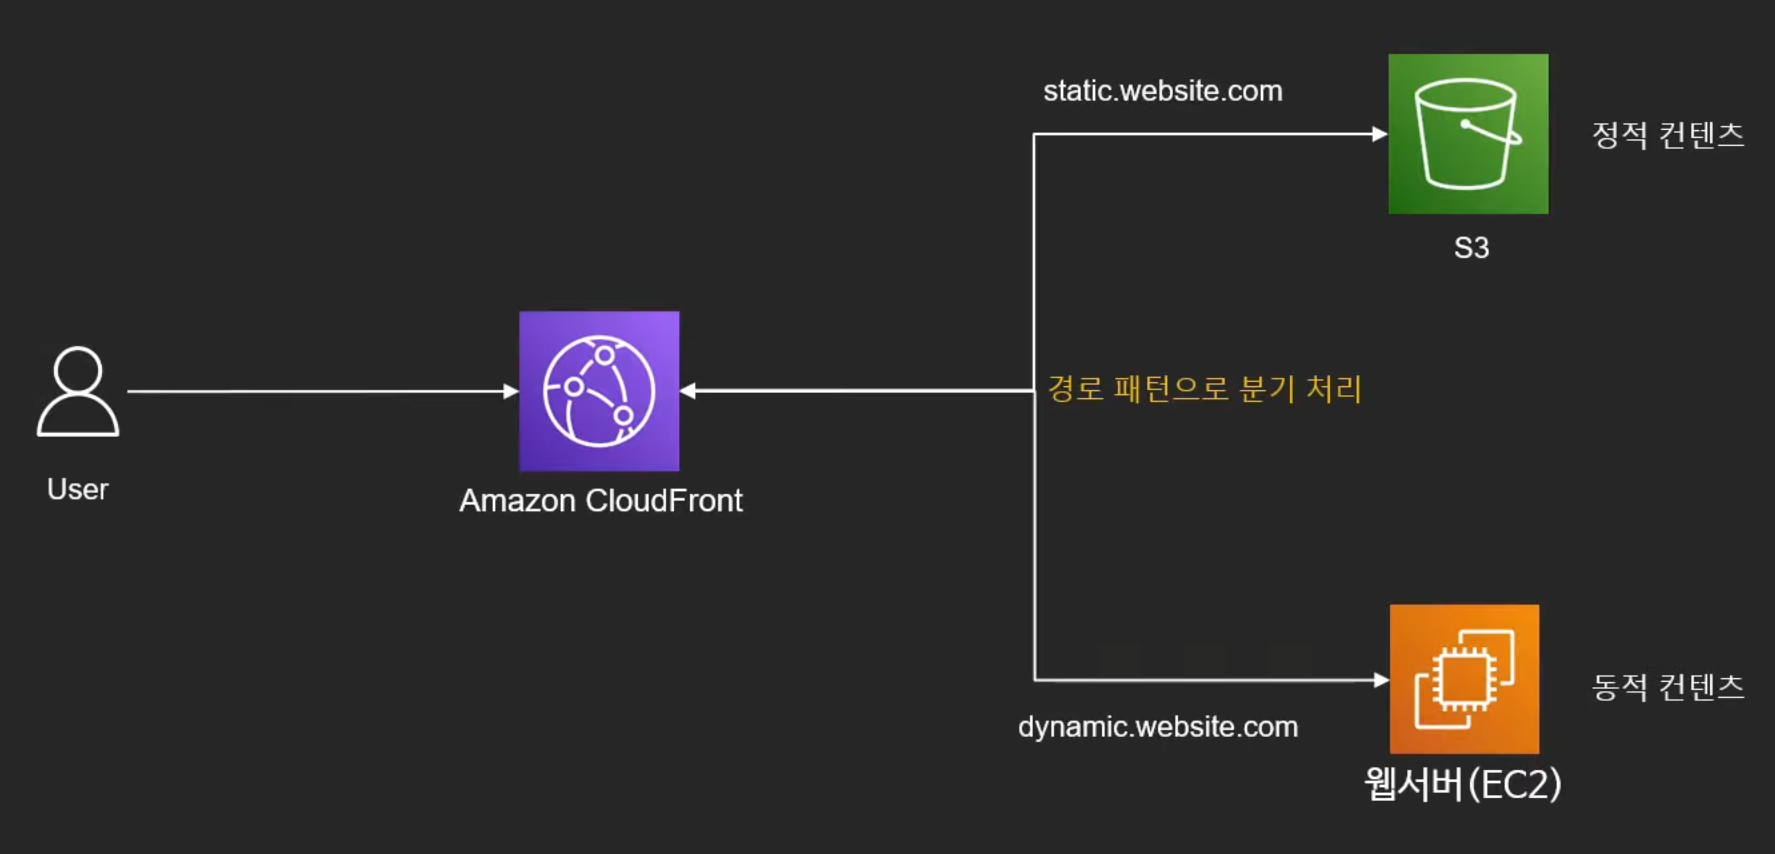 static.website.com
정적 컨텐츠
S3
경로 패턴으로 분기 처리
User
Amazon CloudFront
동적 컨텐츠
dynamic.website.com
웹서버(EC2)